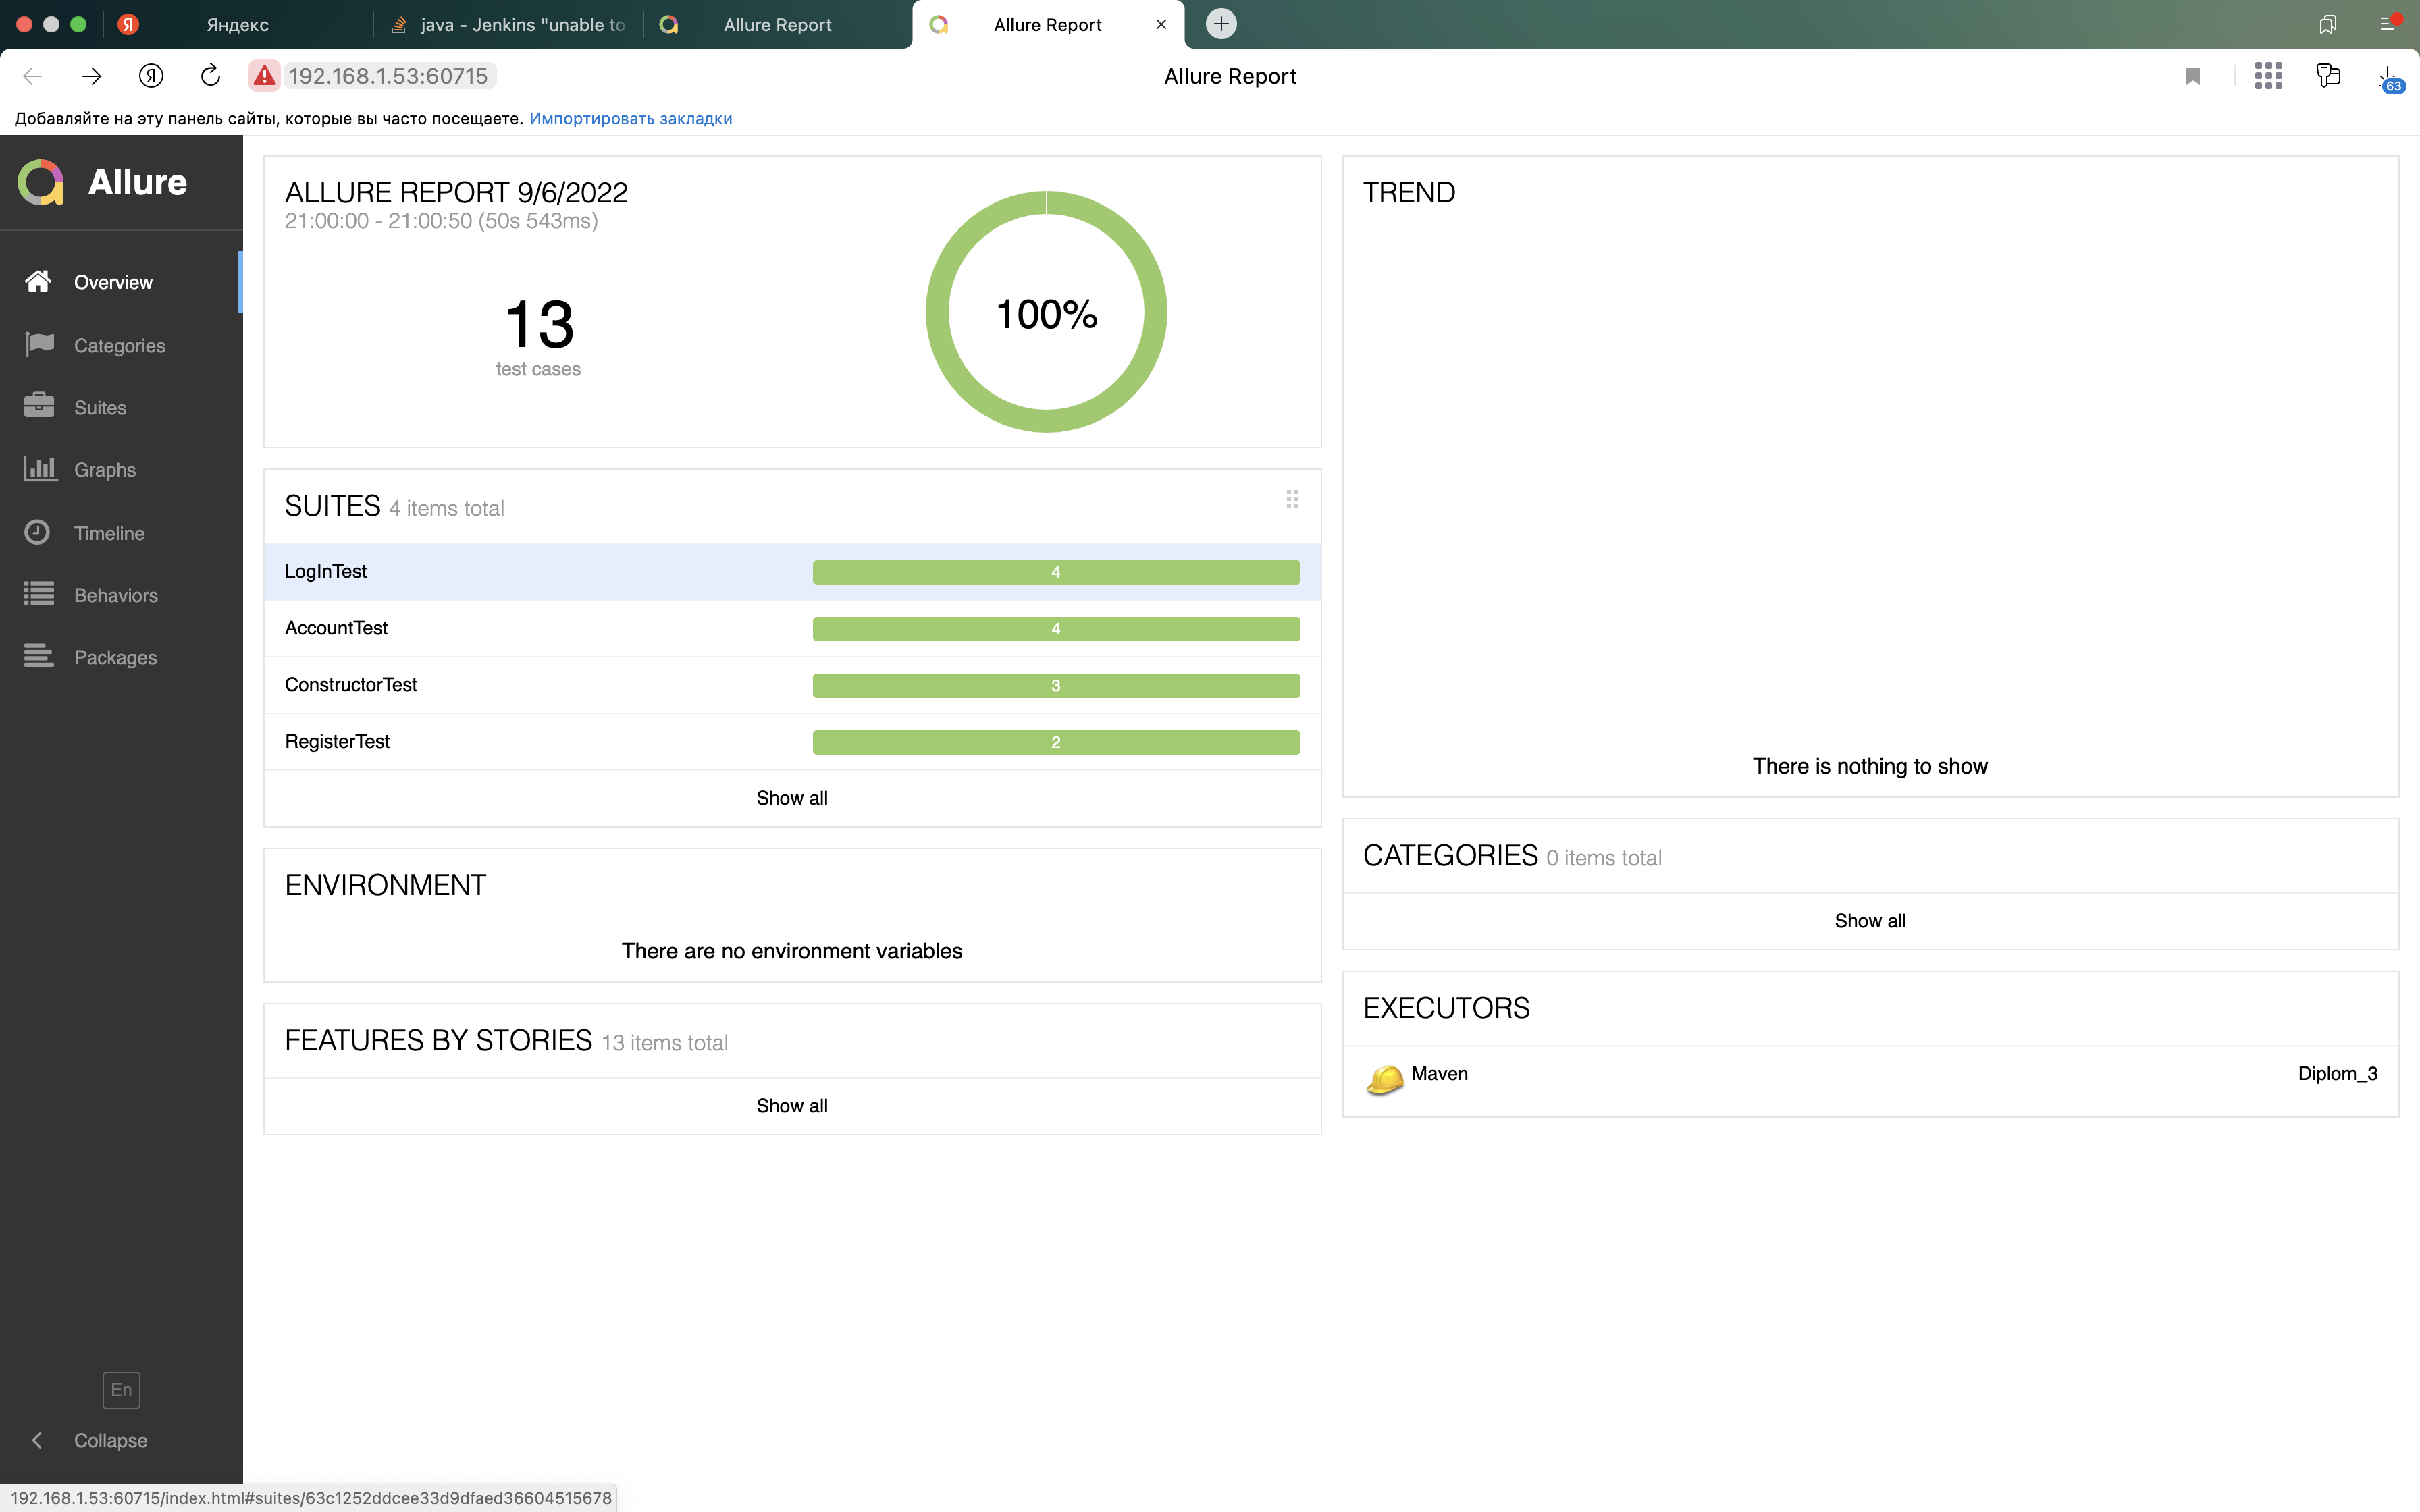 Яндекс
java - Jenkins "unable to
Allure Report
Allure Report
192.168.1.53:60715
Allure Report
63
Добавляйте на эту панель сайты, которые вы часто посещаете. Импортировать закладки
Allure
Overview
Categories
Suites
Graphs
Timeline
Behaviors
Packages
En
Collapse
ALLURE REPORT 9/6/2022
21:00:00 - 21:00:50 (50s 543ms)
13
test cases
100%
SUITES 4 items total
LogInTest 4
AccountTest 4
ConstructorTest 3
RegisterTest 2
Show all
ENVIRONMENT
There are no environment variables
FEATURES BY STORIES 13 items total
Show all
TREND
There is nothing to show
CATEGORIES 0 items total
Show all
EXECUTORS
Maven Diplom_3
192.168.1.53:60715/index.html#suites/63c1252ddcee33d9dfaed36604515678